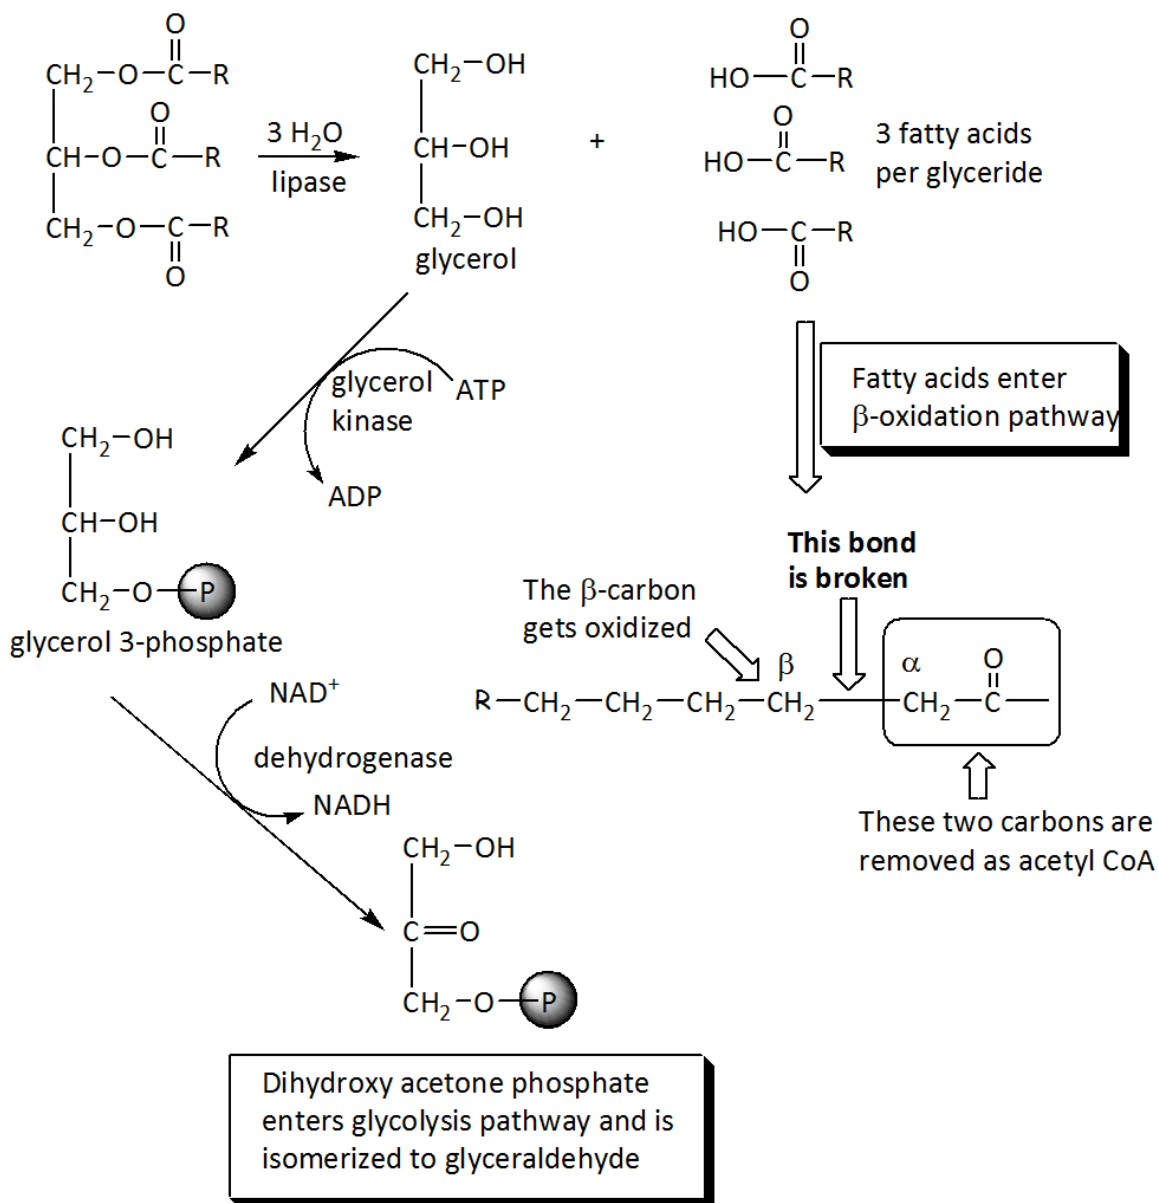 CH2–O–C–R
O
CH–O–C–R
O
CH2–O–C–R
O
3 H2O
lipase
CH2–OH
CH–OH
CH2–OH
glycerol
+
O
HO–C–R
O
HO–C–R
HO–C–R
O
3 fatty acids
per glyceride
glycerol
kinase
ATP
ADP
Fatty acids enter
β-oxidation pathway
CH2–OH
CH–OH
CH2–O–P
glycerol 3-phosphate
This bond
is broken
The β-carbon
gets oxidized
β
α
O
R–CH2–CH2–CH2–CH2–CH2–C–
These two carbons are
removed as acetyl CoA
NAD+
dehydrogenase
NADH
CH2–OH
C=O
CH2–O–P
Dihydroxy acetone phosphate
enters glycolysis pathway and is
isomerized to glyceraldehyde